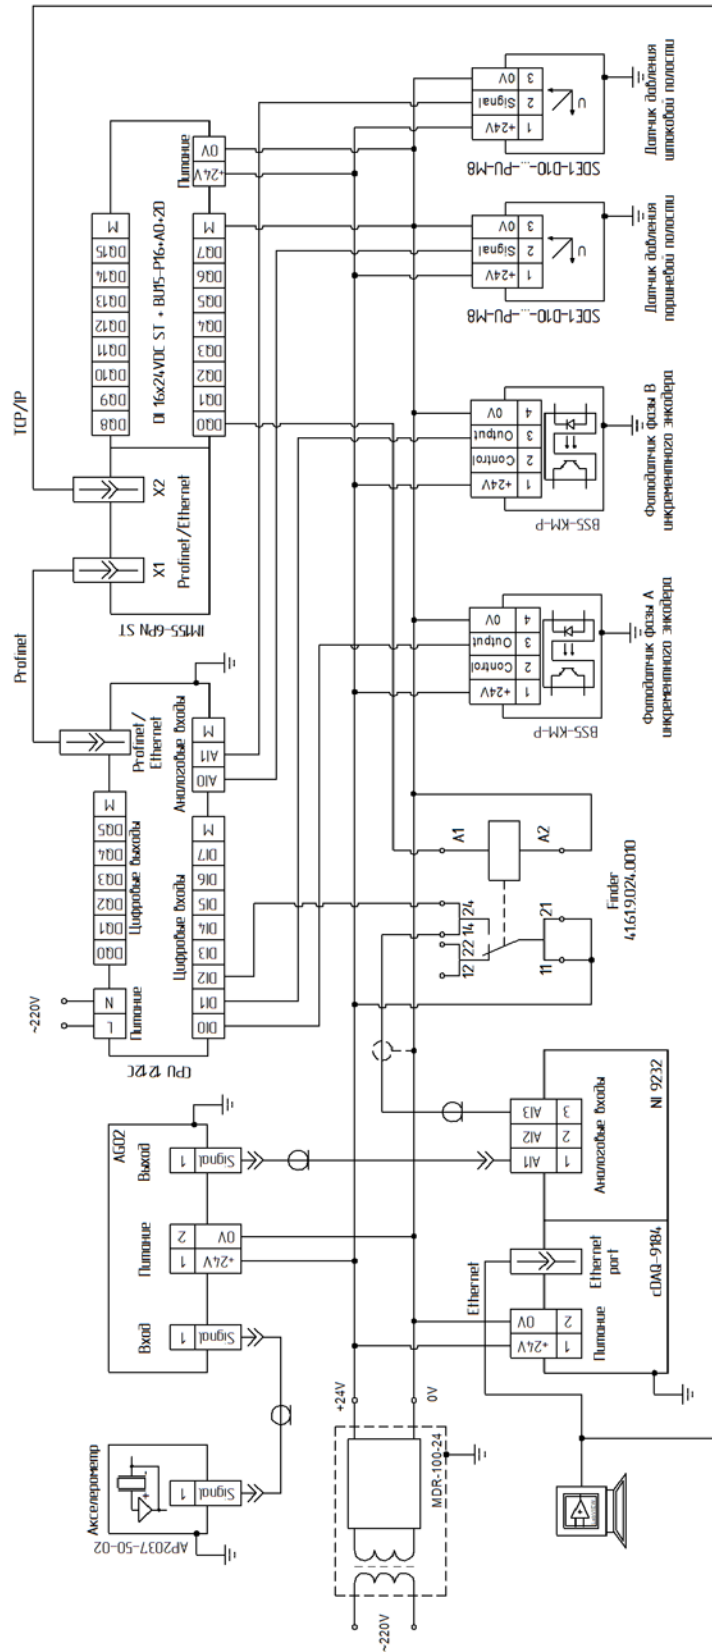 Акселерометр
AP2037-50-02
1
Signal
AG02
Вход
Питание
Выход
1
Signal
1
2
+24V
0V
1
Signal
~220V
MDR-100-24
+24V
0V
~220V
CPU 1212C
L
N
Питание
DQ0
DQ1
DQ2
DQ3
DQ4
DQ5
M
Цифровые выходы
Profinet/
Ethernet
Цифровые входы
DI0
DI1
DI2
DI3
DI4
DI5
DI6
DI7
M
Аналоговые входы
AI0
AI1
M
Profinet
TCP/IP
IM155-6PN ST
X1
X2
Profinet/Ethernet
DI 16x24VDC ST + BU15-P16+A0+2D
DQ8
DQ9
DQ10
DQ11
DQ12
DQ13
DQ14
DQ15
M
DQ0
DQ1
DQ2
DQ3
DQ4
DQ5
DQ6
DQ7
M
Питание
+24V
0V
Ethernet
cDAQ-9184
Питание
+24V
0V
1
2
Ethernet
port
NI 9232
Аналоговые входы
AI1
AI2
AI3
1
2
3
12
22
14
24
11
21
A1
A2
Finder
41.61.9.024.0010
BS5-KM-P
+24V
Control
Output
0V
1
2
3
4
Фотодатчик фазы А
инкрементного энкодера
BS5-KM-P
+24V
Control
Output
0V
1
2
3
4
Фотодатчик фазы В
инкрементного энкодера
SDE1-D10-...-PU-M8
+24V
Signal
0V
1
2
3
U
Датчик давления
поршневой полости
SDE1-D10-...-PU-M8
+24V
Signal
0V
1
2
3
U
Датчик давления
штоковой полости